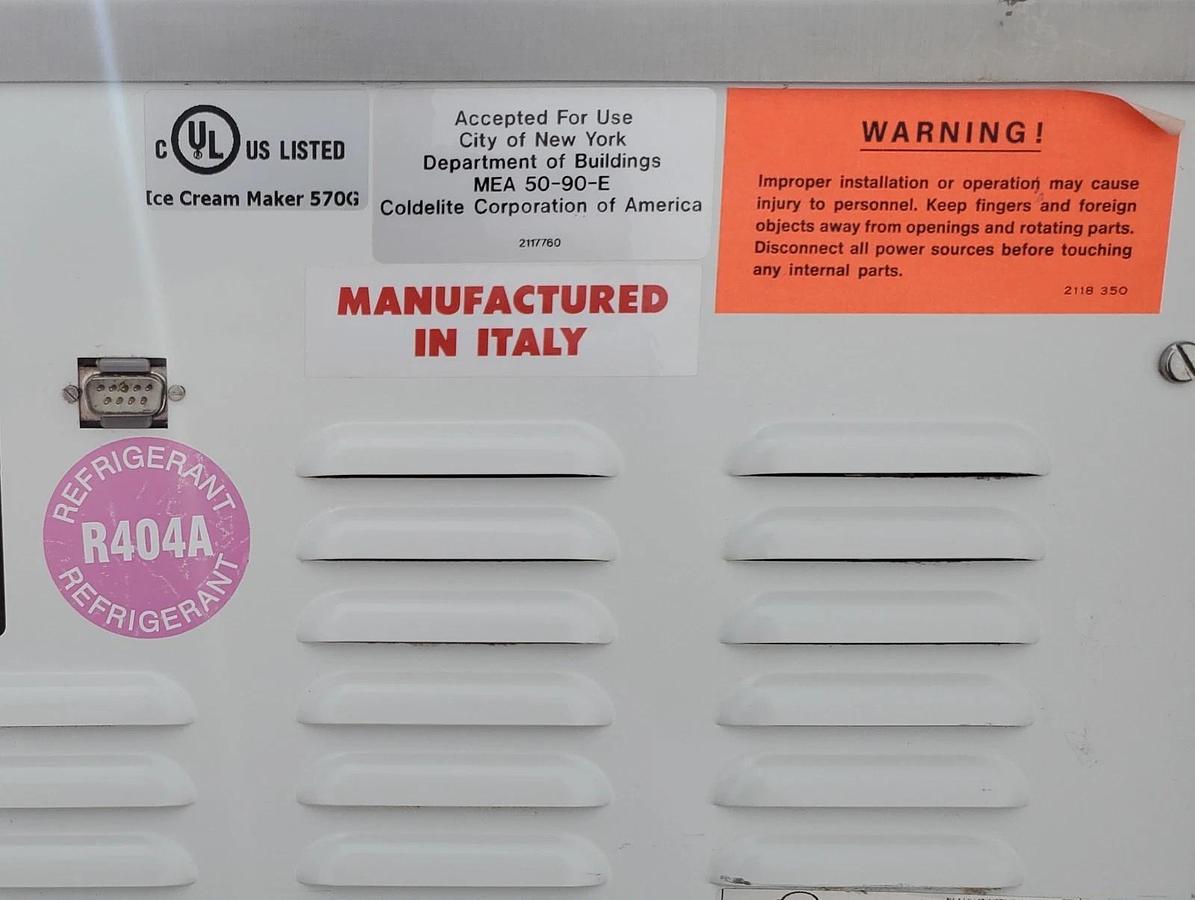 C UL US LISTED
Ice Cream Maker 570G
Accepted For Use
City of New York
Department of Buildings
MEA 50-90-E
Coldelite Corporation of America
2117760
WARNING!
Improper installation or operation may cause
injury to personnel. Keep fingers and foreign
objects away from openings and rotating parts.
Disconnect all power sources before touching
any internal parts.
2118 350
MANUFACTURED
IN ITALY
REFRIGERANT
R404A
REFRIGERANT